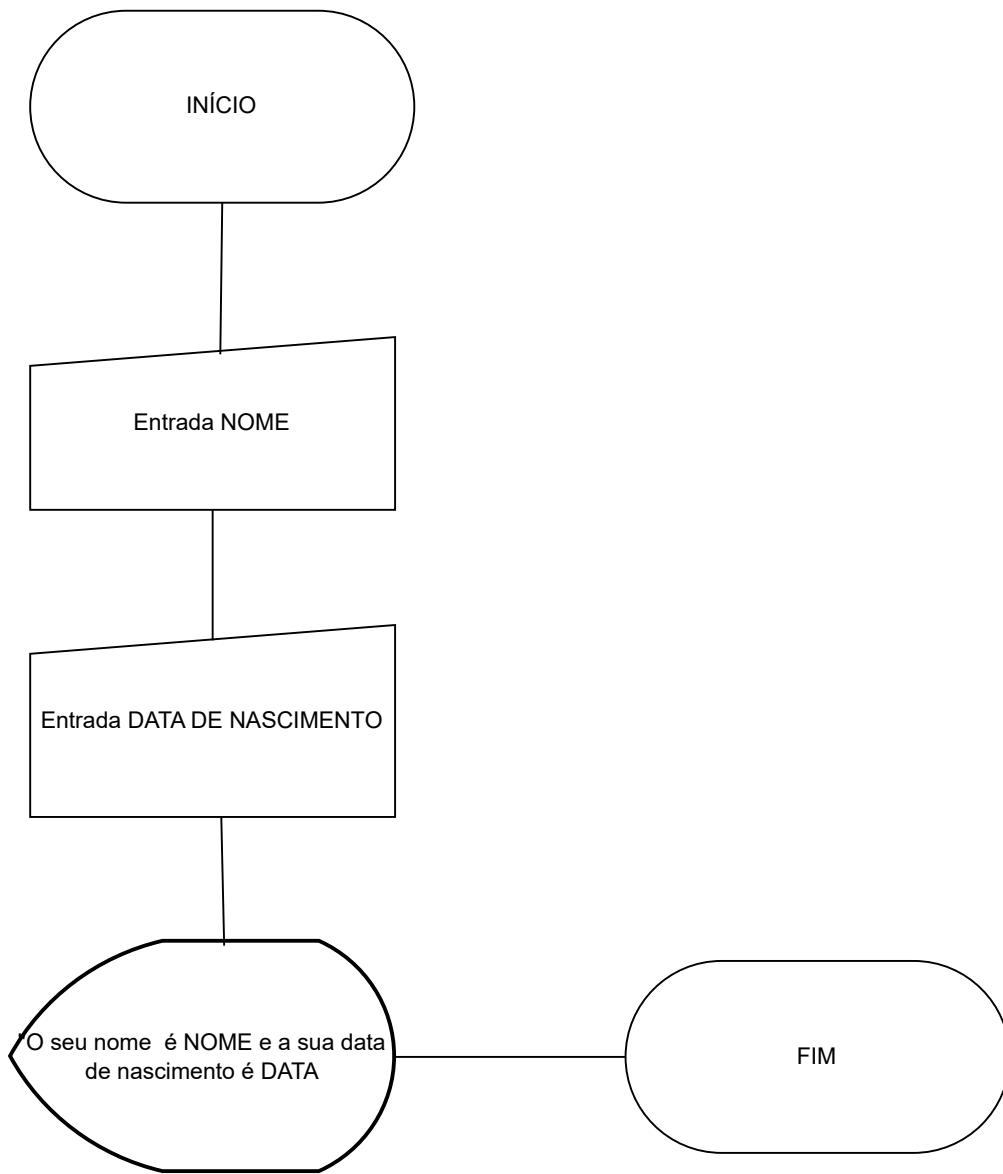 INÍCIO
Entrada NOME
Entrada DATA DE NASCIMENTO
"O seu nome  é NOME e a sua data
de nascimento é DATA
FIM